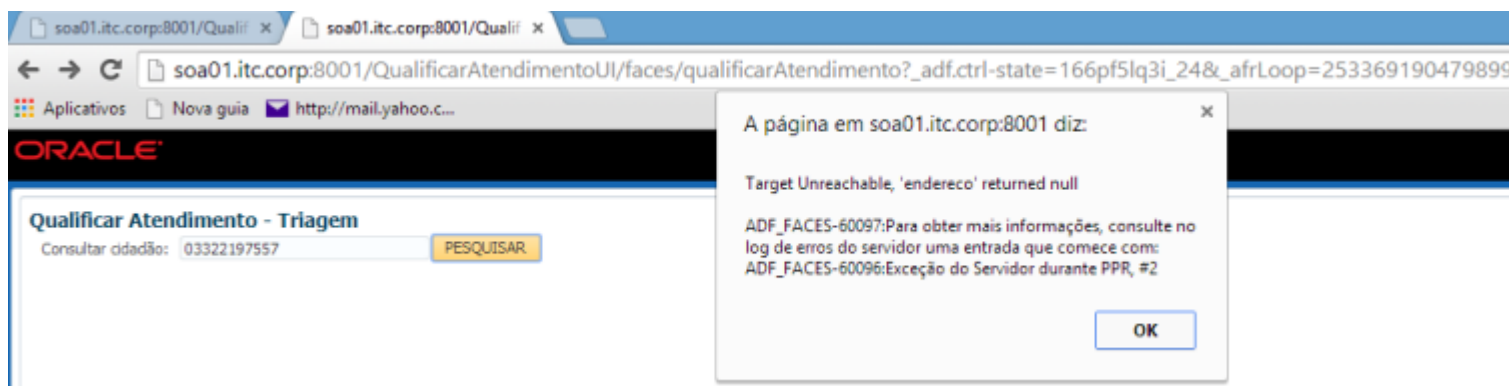 soa01.itc.corp:8001/Qualif
soa01.itc.corp:8001/Qualif
soa01.itc.corp:8001/QualificarAtendimentoUI/faces/qualificarAtendimento?_adf.ctrl-state=166pf5lq3i_24&_afrLoop=253369190479899
Aplicativos Nova guia http://mail.yahoo.c...
ORACLE
A página em soa01.itc.corp:8001 diz:
Target Unreachable, 'endereco' returned null
ADF_FACES-60097:Para obter mais informações, consulte no
log de erros do servidor uma entrada que comece com:
ADF_FACES-60096:Exceção do Servidor durante PPR, #2
OK
Qualificar Atendimento - Triagem
Consultar cidadão: 03322197557 PESQUISAR